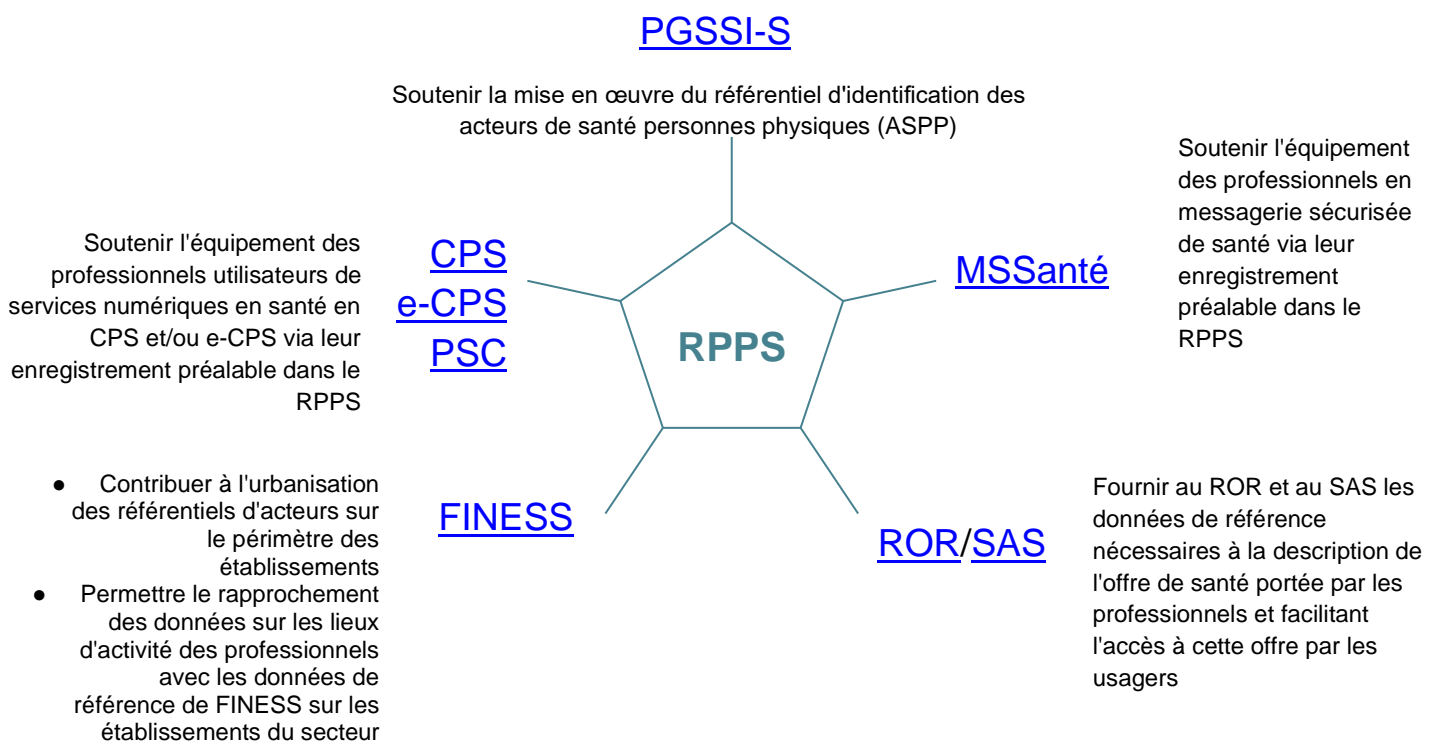 PGSSI-S
Soutenir la mise en œuvre du référentiel d'identification des
acteurs de santé personnes physiques (ASPP)
Soutenir l'équipement des
professionnels utilisateurs de
services numériques en santé en
CPS et/ou e-CPS via leur
enregistrement préalable dans le
RPPS
CPS
e-CPS
PSC
RPPS
MSSanté
Soutenir l'équipement
des professionnels en
messagerie sécurisée
de santé via leur
enregistrement
préalable dans le
RPPS
● Contribuer à l'urbanisation
des référentiels d'acteurs sur
le périmètre des
établissements
● Permettre le rapprochement
des données sur les lieux
d'activité des professionnels
avec les données de
référence de FINESS sur les
établissements du secteur
FINESS
ROR/SAS
Fournir au ROR et au SAS les
données de référence
nécessaires à la description de
l'offre de santé portée par les
professionnels et facilitant
l'accès à cette offre par les
usagers